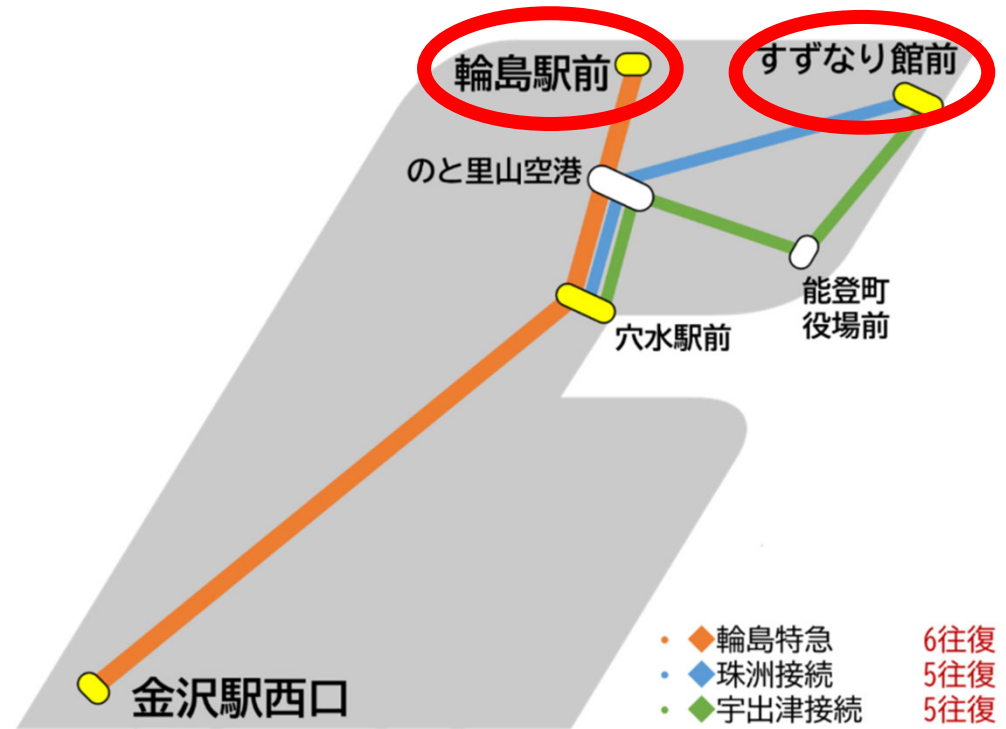 輪島駅前
すずなり館前
のと里山空港
能登町
役場前
穴水駅前
金沢駅西口
・◆輪島特急 6往復
・◆珠洲接続 5往復
・◆宇出津接続 5往復